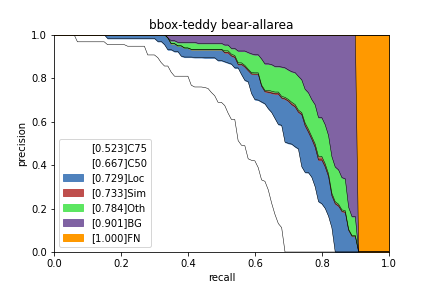 bbox-teddy bear-allarea
1.0
0.8
0.6
0.4
0.2
0.0
precision
[0.523]C75
[0.667]C50
[0.729]Loc
[0.733]Sim
[0.784]Oth
[0.901]BG
[1.000]FN
0.0 0.2 0.4 0.6 0.8 1.0
recall